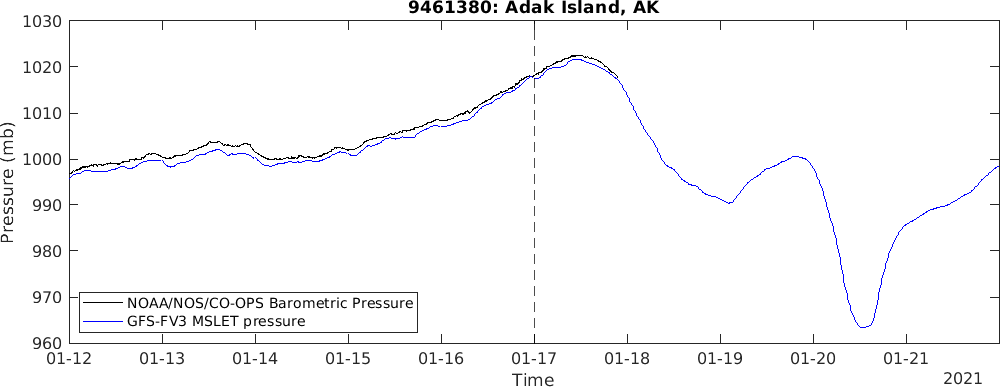 9461380: Adak Island, AK
1030
1020
1010
1000
990
980
970
960
Pressure (mb)
NOAA/NOS/CO-OPS Barometric Pressure
GFS-FV3 MSLET pressure
01-12 01-13 01-14 01-15 01-16 01-17 01-18 01-19 01-20 01-21
Time
2021